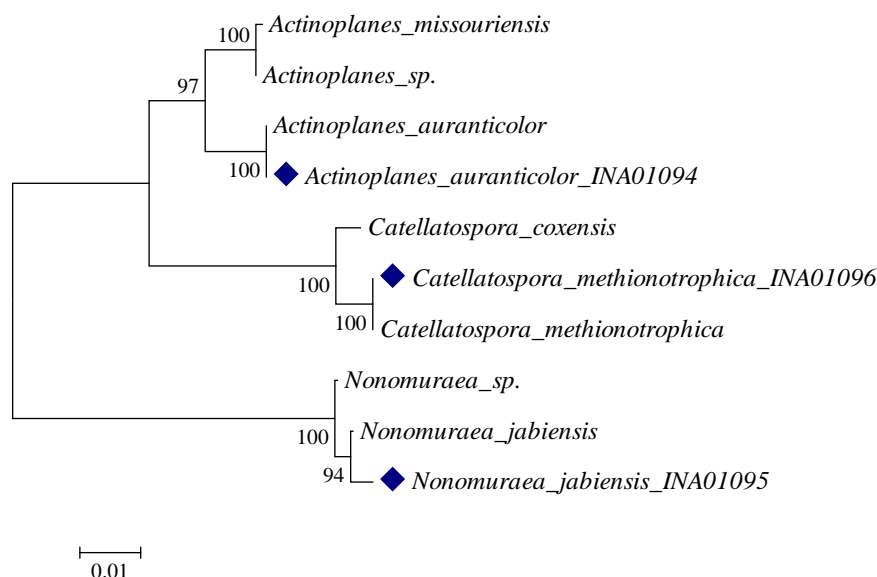 100
Actinoplanes_missouriensis
Actinoplanes_sp.
97
Actinoplanes_auranticolor
100
Actinoplanes_auranticolor_INA01094
Catellatospora_coxensis
100
Catellatospora_methionotrophica_INA01096
100
Catellatospora_methionotrophica
Nonomuraea_sp.
100
Nonomuraea_jabiensis
94
Nonomuraea_jabiensis_INA01095
0.01